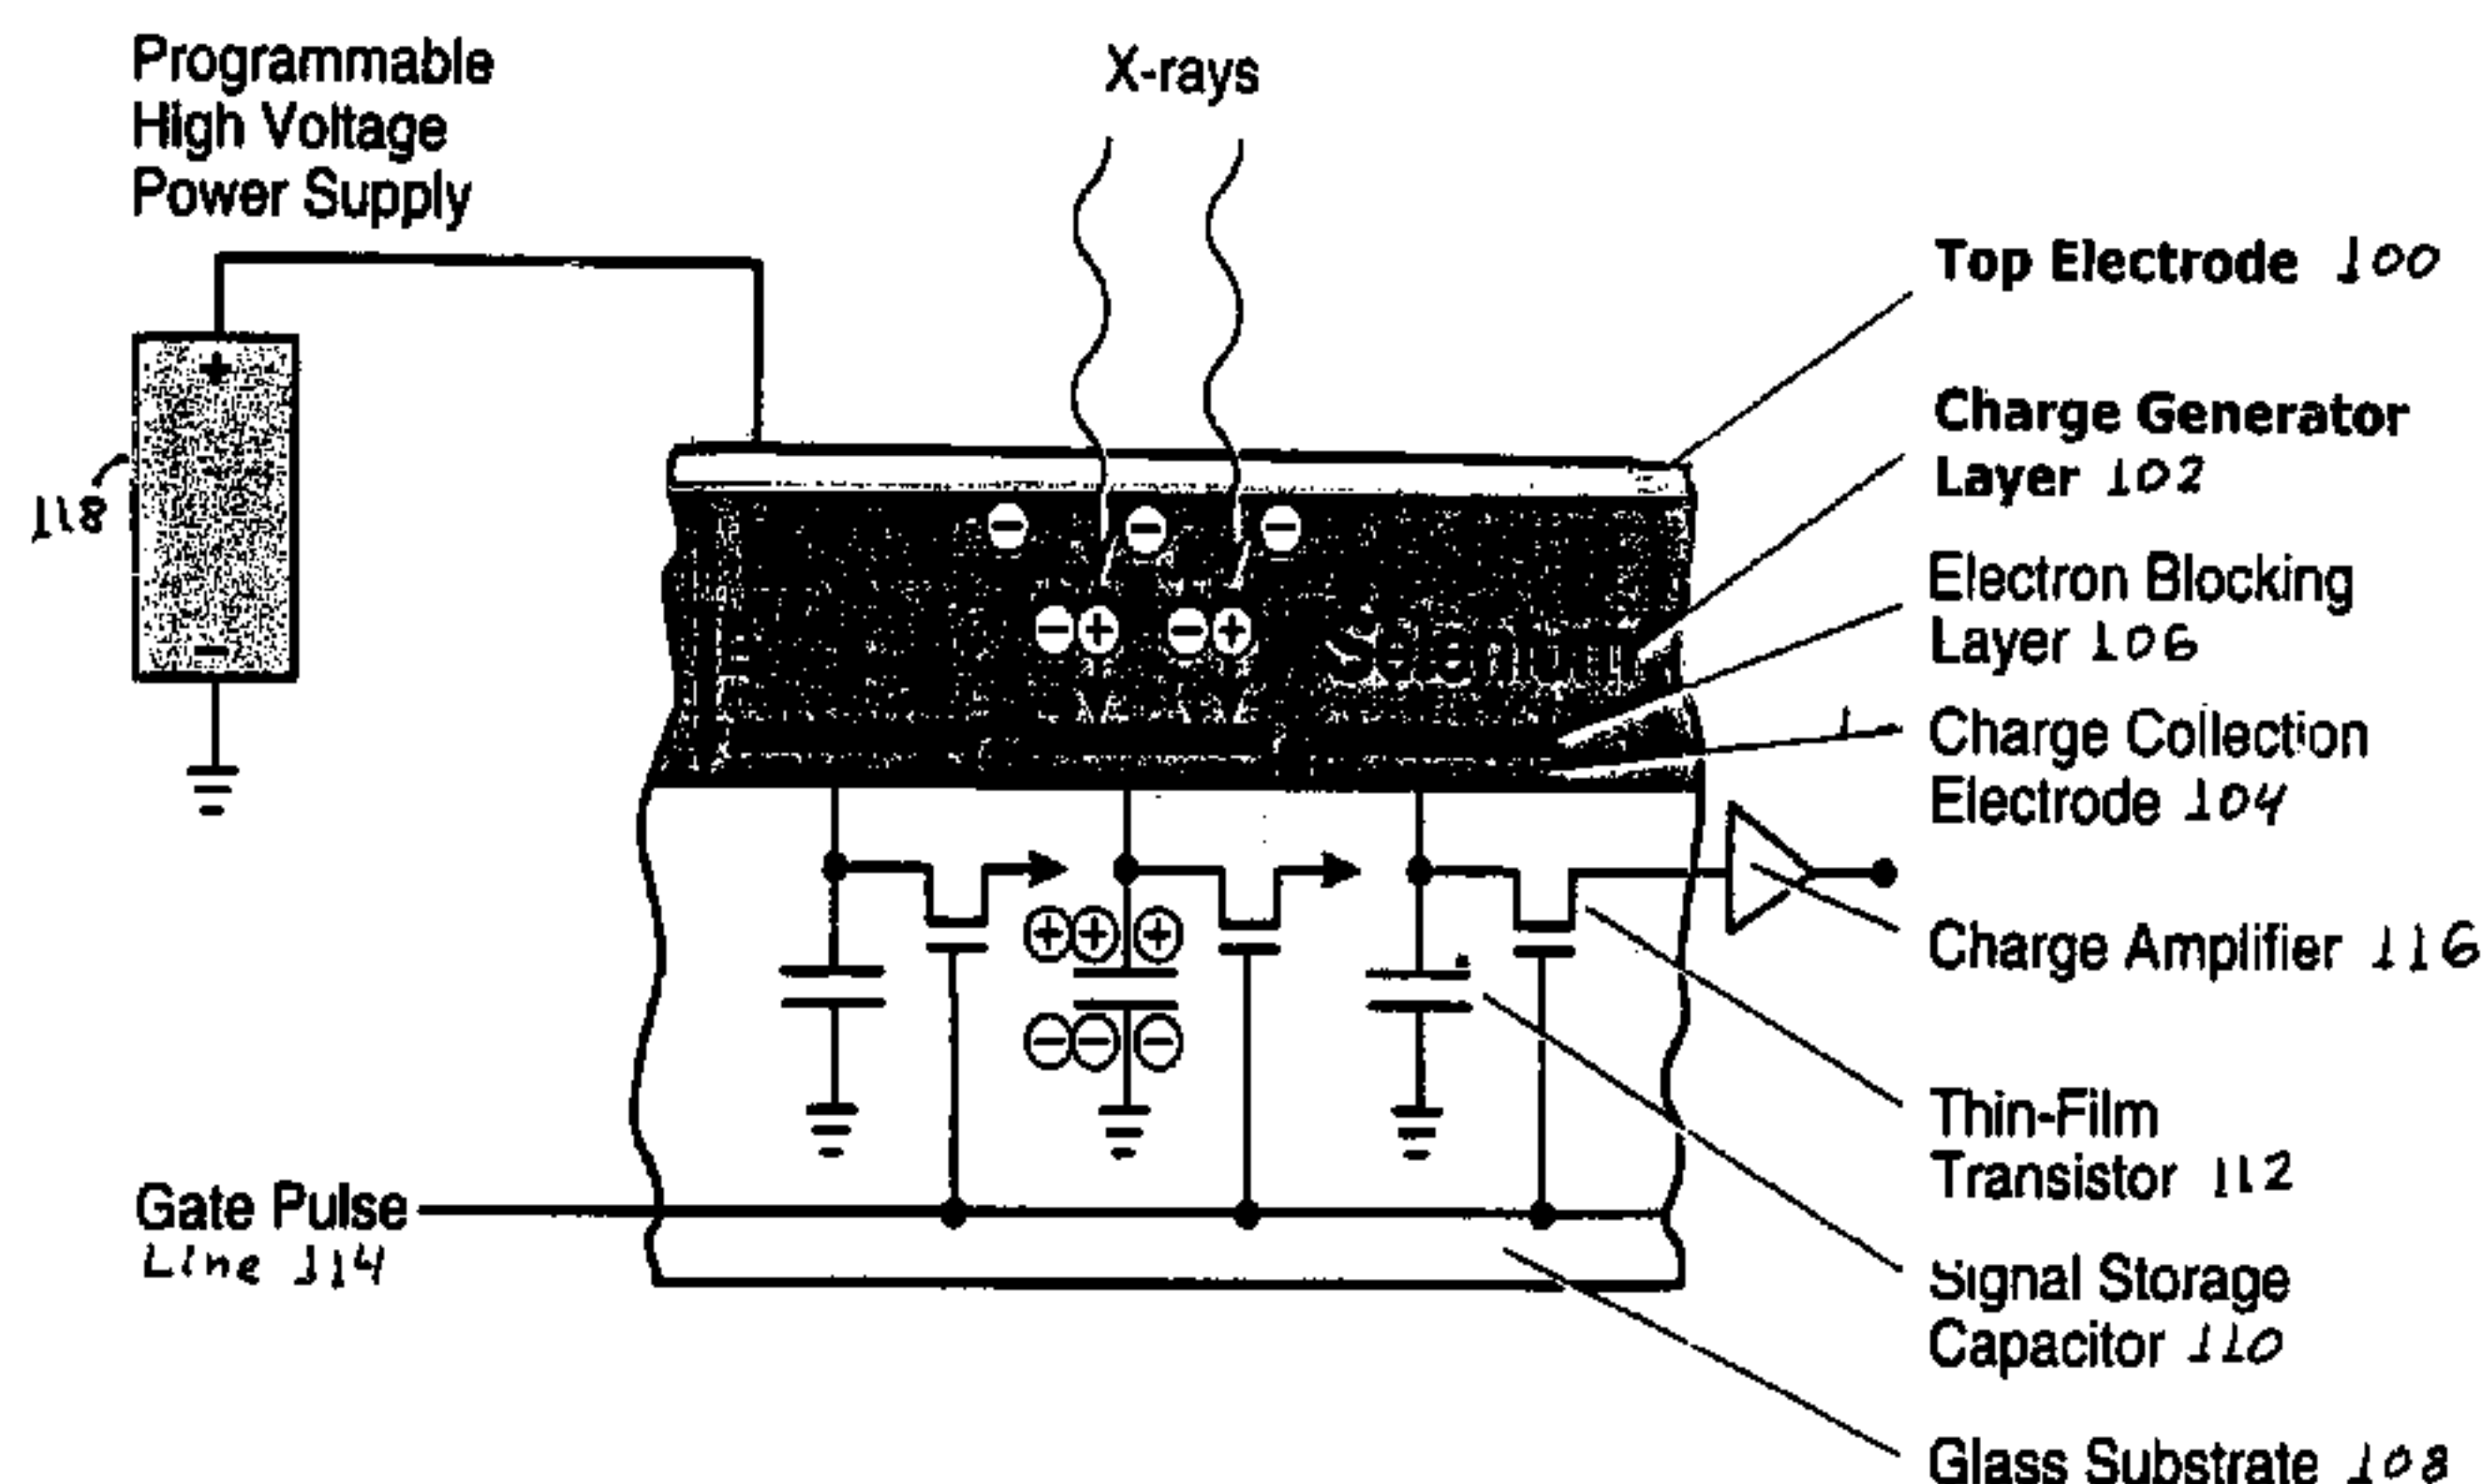 Programmable
High Voltage
Power Supply
X-rays
118
+
−
Top Electrode 100
Charge Generator
Layer 102
Electron Blocking
Layer 106
Selenium
Charge Collection
Electrode 104
Charge Amplifier 116
Thin-Film
Transistor 112
Gate Pulse
Line 114
Signal Storage
Capacitor 110
Glass Substrate 108